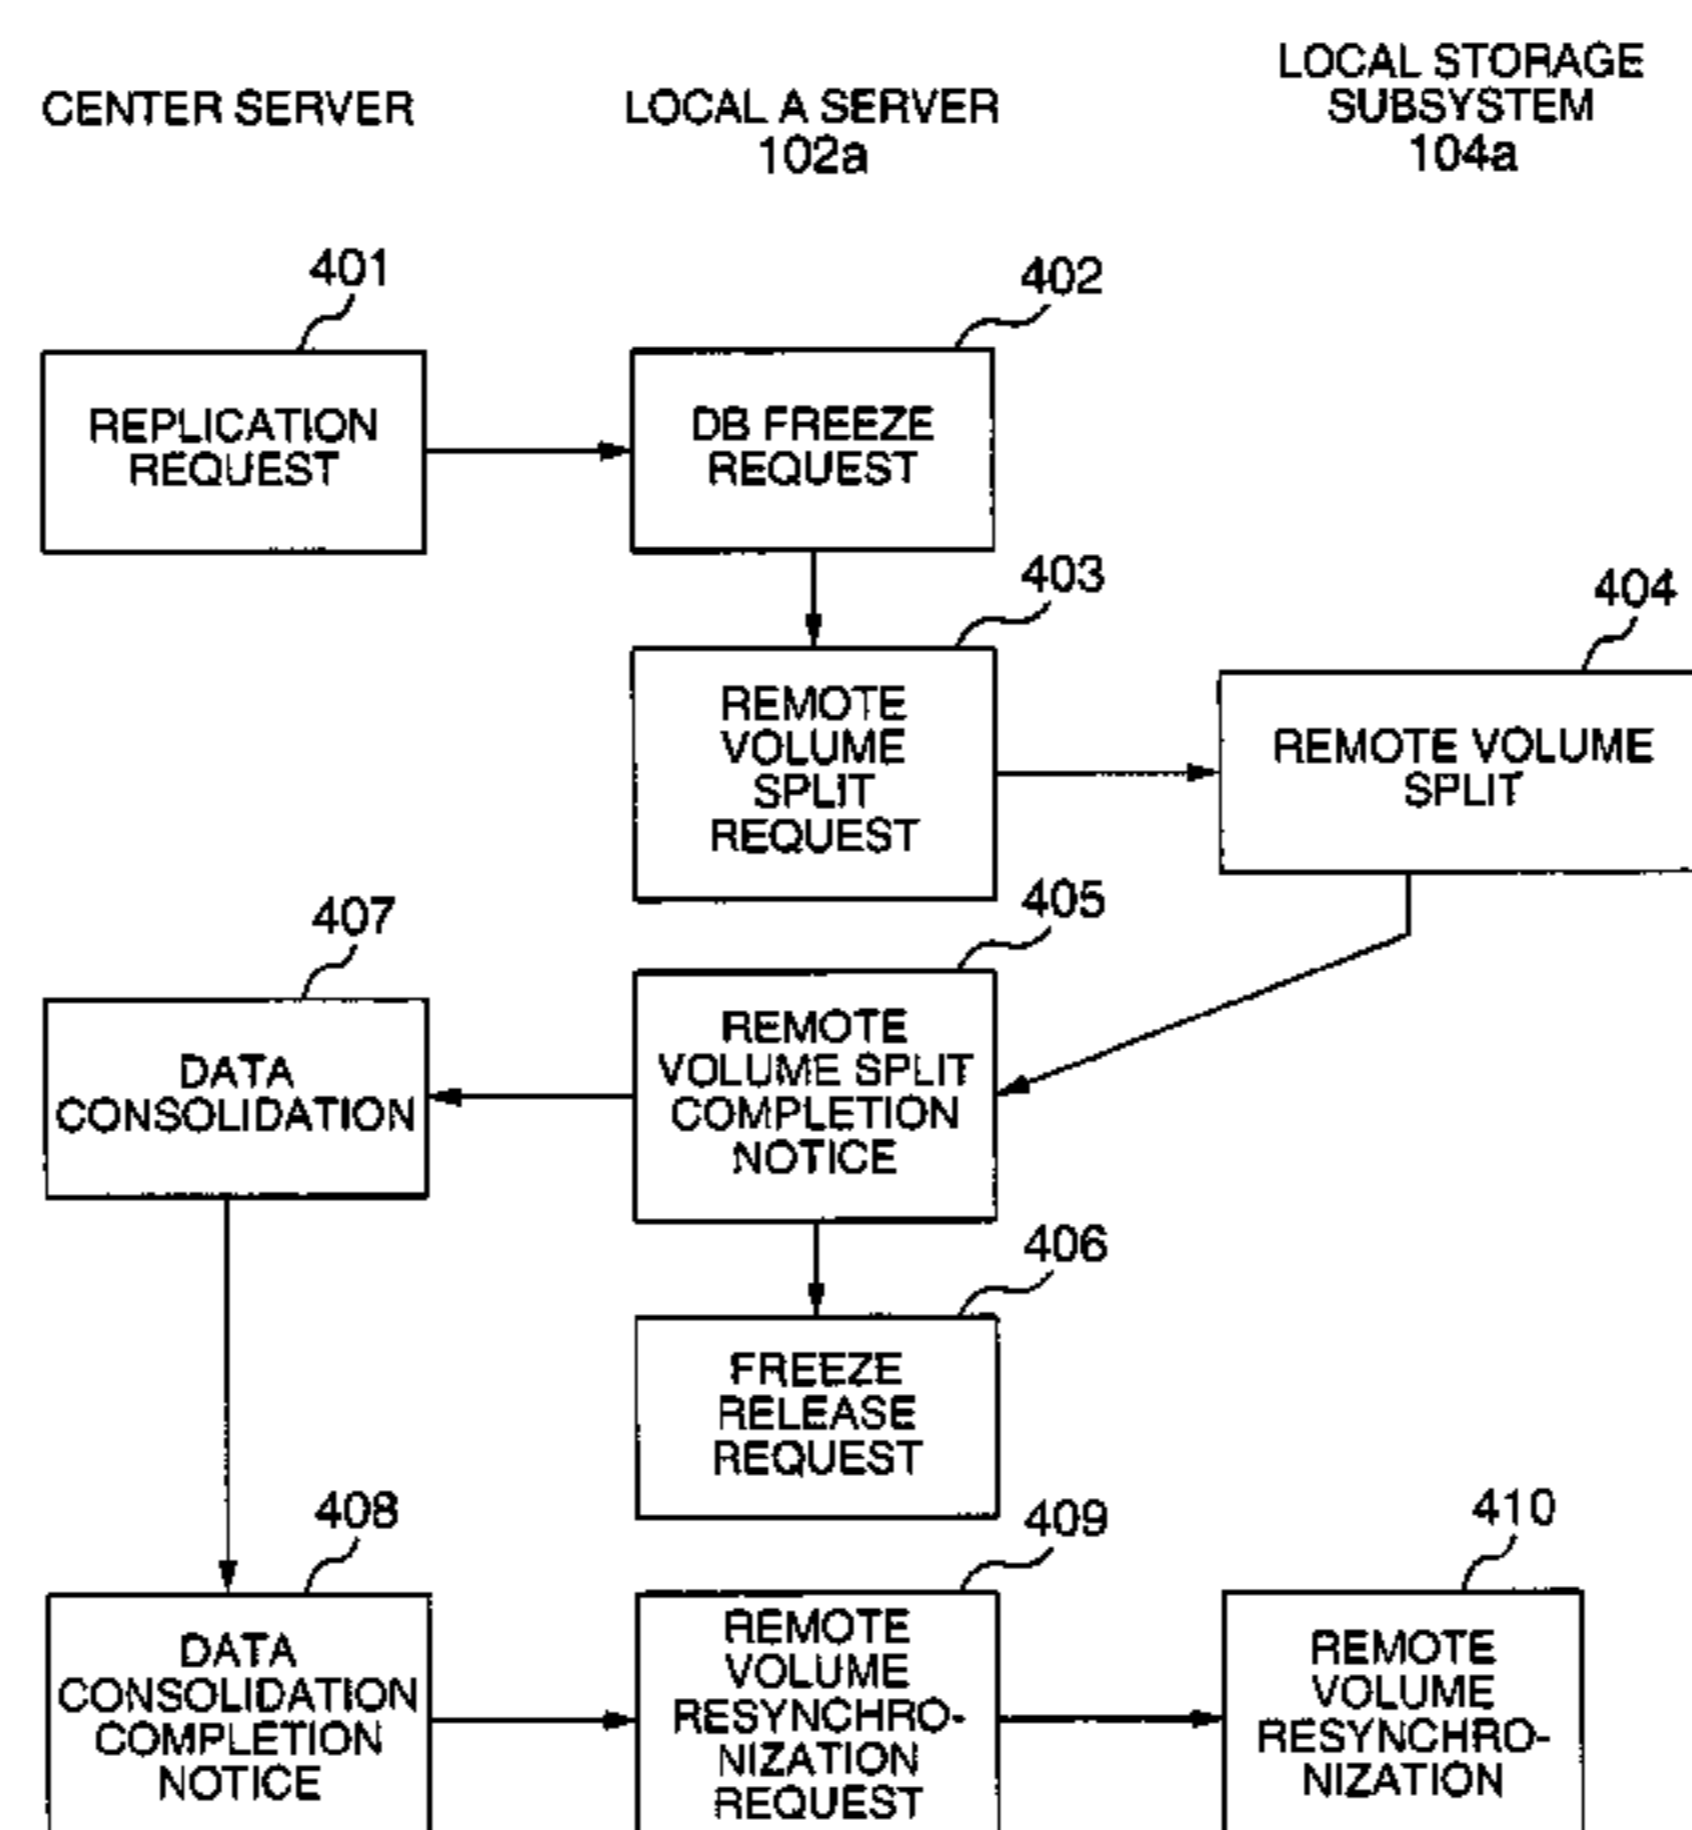 CENTER SERVER
LOCAL A SERVER
102a
LOCAL STORAGE
SUBSYSTEM
104a
401
REPLICATION
REQUEST
402
DB FREEZE
REQUEST
403
REMOTE
VOLUME
SPLIT
REQUEST
404
REMOTE VOLUME
SPLIT
405
REMOTE
VOLUME SPLIT
COMPLETION
NOTICE
407
DATA
CONSOLIDATION
406
FREEZE
RELEASE
REQUEST
408
DATA
CONSOLIDATION
COMPLETION
NOTICE
409
REMOTE
VOLUME
RESYNCHRO-
NIZATION
REQUEST
410
REMOTE
VOLUME
RESYNCHRO-
NIZATION